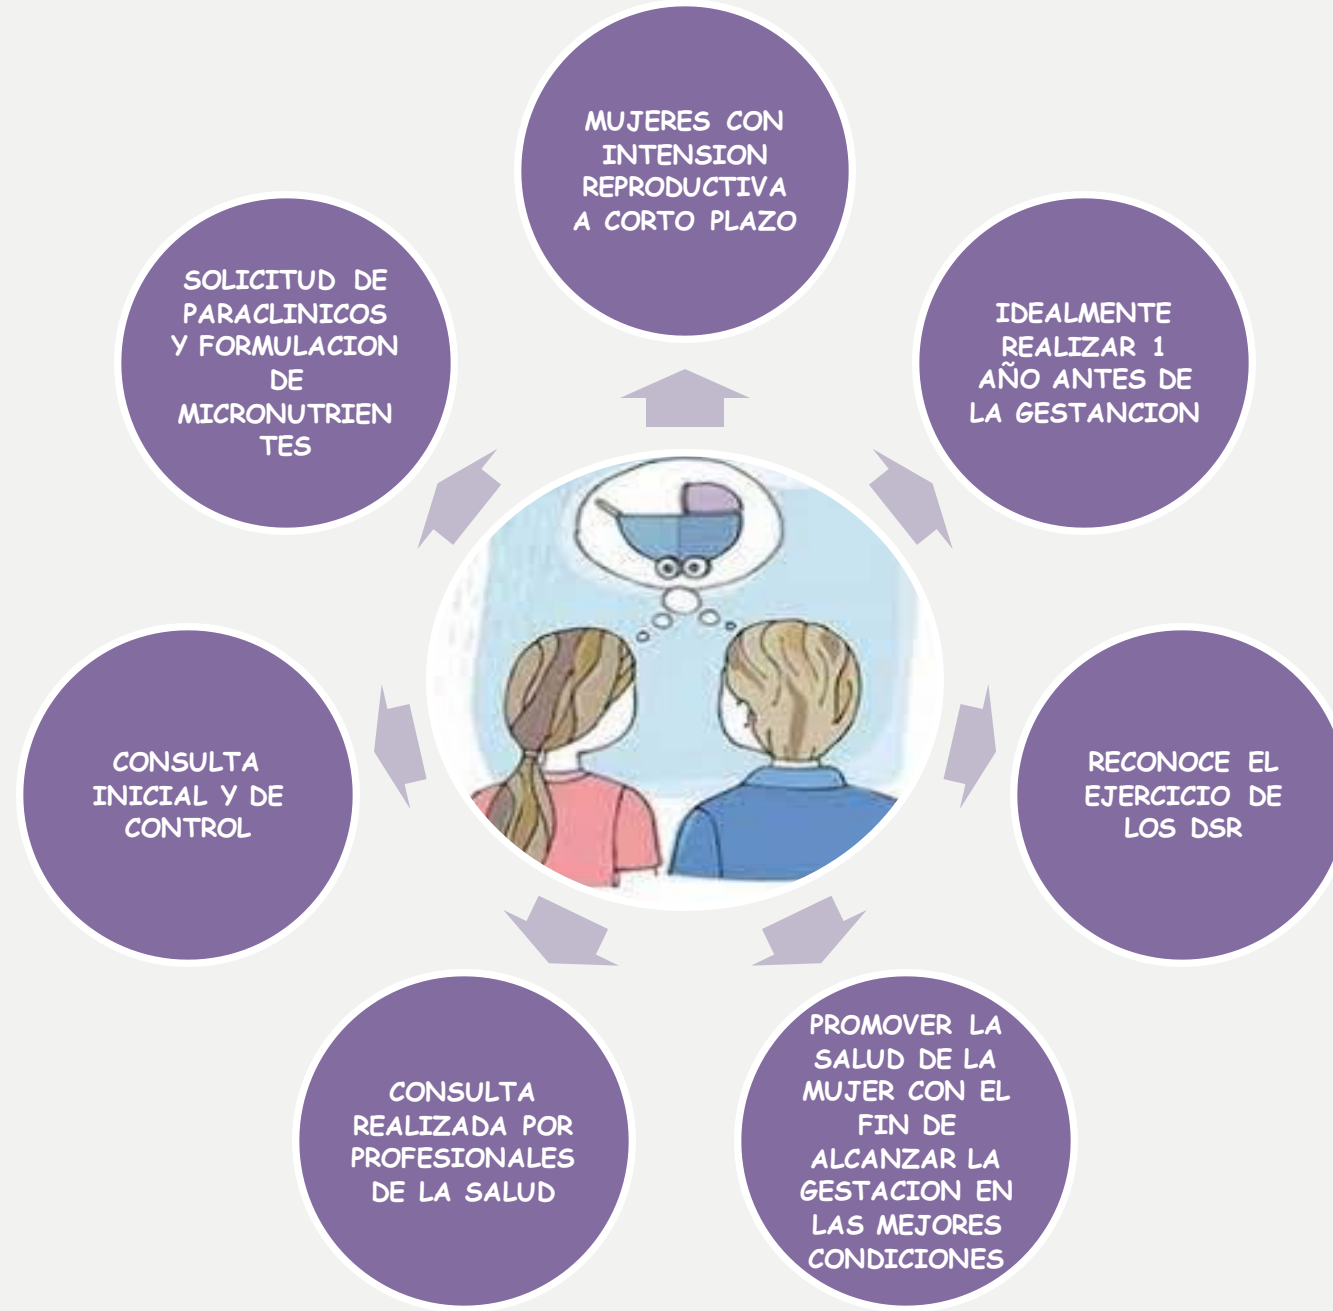 MUJERES CON
INTENSION
REPRODUCTIVA
A CORTO PLAZO
IDEALMENTE
REALIZAR 1
AÑO ANTES DE
LA GESTANCION
RECONOCE EL
EJERCICIO DE
LOS DSR
PROMOVER LA
SALUD DE LA
MUJER CON EL
FIN DE
ALCANZAR LA
GESTACION EN
LAS MEJORES
CONDICIONES
CONSULTA
REALIZADA POR
PROFESIONALES
DE LA SALUD
CONSULTA
INICIAL Y DE
CONTROL
SOLICITUD DE
PARACLINICOS
Y FORMULACION
DE
MICRONUTRIEN
TES